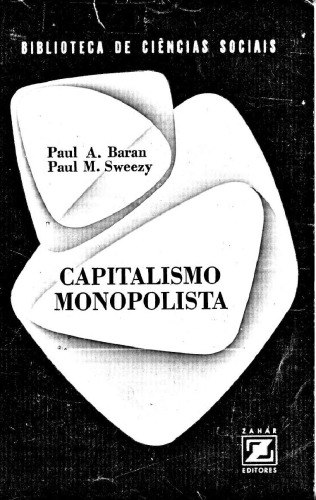 BIBLIOTECA DE CIÊNCIAS SOCIAIS
Paul A. Baran
Paul M. Sweezy
CAPITALISMO
MONOPOLISTA
ZAHAR
EDITORES